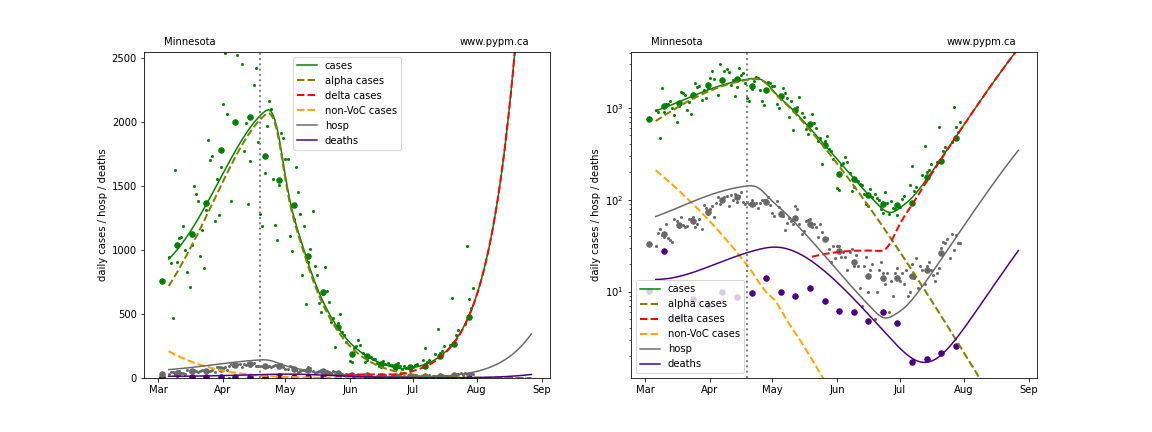 Minnesota
www.pypm.ca
daily cases / hosp / deaths
2500
2000
1500
1000
500
0
cases
alpha cases
delta cases
non-VoC cases
hosp
deaths
Mar Apr May Jun Jul Aug Sep
Minnesota
www.pypm.ca
daily cases / hosp / deaths
10³
10²
10¹
cases
alpha cases
delta cases
non-VoC cases
hosp
deaths
Mar Apr May Jun Jul Aug Sep